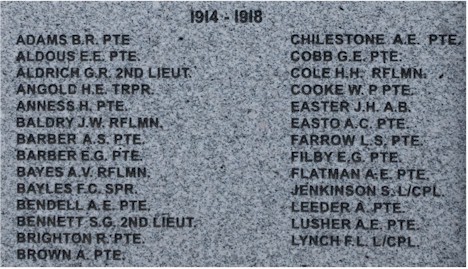 1914 - 1918
ADAMS B.R. PTE
ALDOUS E.E. PTE.
ALDRICH G.R. 2ND LIEUT.
ANGOLD H.E. TRPR.
ANNESS H. PTE.
BALDRY J.W. RFLMN.
BARBER A.S. PTE.
BARBER E.G. PTE.
BAYES A.V. RFLMN.
BAYLES F.C. SPR.
BENDELL A.E. PTE.
BENNETT S.G. 2ND LIEUT.
BRIGHTON R. PTE.
BROWN A. PTE.
CHILESTONE. A.E. PTE.
COBB G.E. PTE.
COLE H.H. RFLMN.
COOKE W. P PTE.
EASTER J.H. A.B.
EASTO A.C. PTE.
FARROW L.S. PTE.
FILBY E.G. PTE.
FLATMAN A.E. PTE.
JENKINSON S. L/CPL.
LEEDER A. PTE.
LUSHER A.E. PTE.
LYNCH F.L. L/CPL.